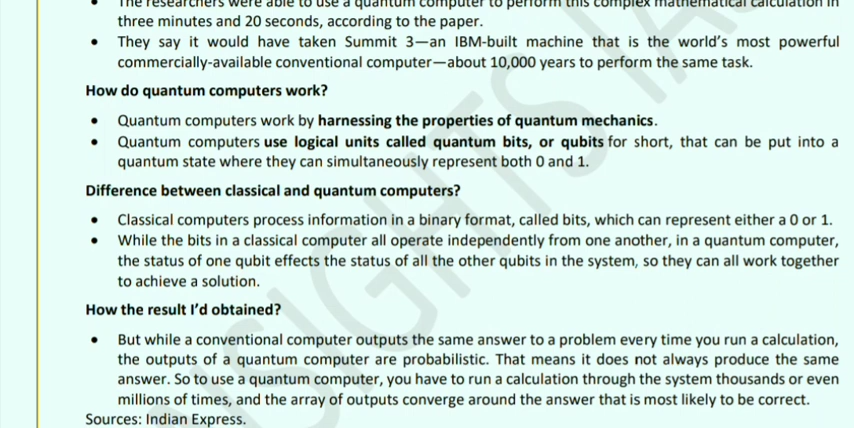 The researchers were able to use a quantum computer to perform this complex mathematical calculation in
three minutes and 20 seconds, according to the paper.
• They say it would have taken Summit 3—an IBM-built machine that is the world's most powerful
commercially-available conventional computer—about 10,000 years to perform the same task.
How do quantum computers work?
• Quantum computers work by harnessing the properties of quantum mechanics.
• Quantum computers use logical units called quantum bits, or qubits for short, that can be put into a
quantum state where they can simultaneously represent both 0 and 1.
Difference between classical and quantum computers?
• Classical computers process information in a binary format, called bits, which can represent either a 0 or 1.
• While the bits in a classical computer all operate independently from one another, in a quantum computer,
the status of one qubit effects the status of all the other qubits in the system, so they can all work together
to achieve a solution.
How the result I'd obtained?
• But while a conventional computer outputs the same answer to a problem every time you run a calculation,
the outputs of a quantum computer are probabilistic. That means it does not always produce the same
answer. So to use a quantum computer, you have to run a calculation through the system thousands or even
millions of times, and the array of outputs converge around the answer that is most likely to be correct.
Sources: Indian Express.
INSIGHTS IAS